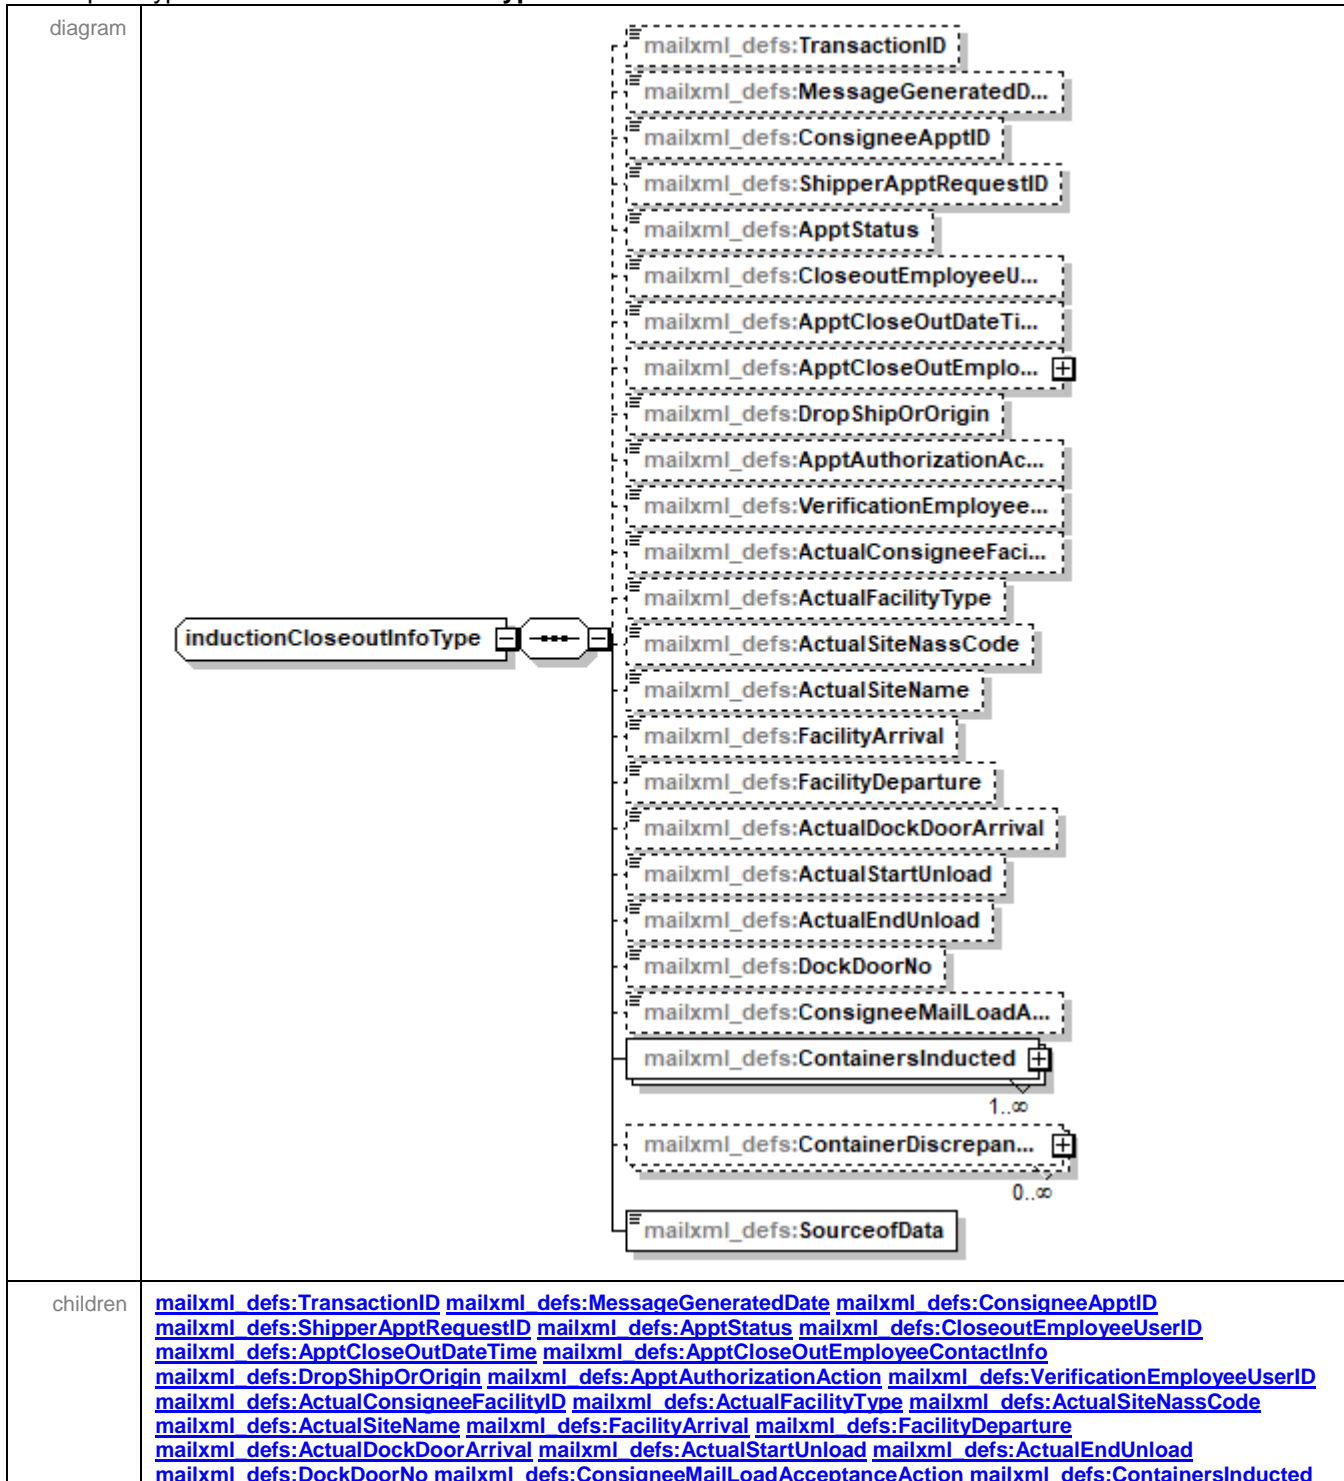 diagram
mailxml_defs:TransactionID
mailxml_defs:MessageGeneratedD...
mailxml_defs:ConsigneeApptID
mailxml_defs:ShipperApptRequestID
mailxml_defs:ApptStatus
mailxml_defs:CloseoutEmployeeU...
mailxml_defs:ApptCloseOutDateTi...
mailxml_defs:ApptCloseOutEmplo...
mailxml_defs:DropShipOrOrigin
mailxml_defs:ApptAuthorizationAc...
mailxml_defs:VerificationEmployee...
mailxml_defs:ActualConsigneeFaci...
mailxml_defs:ActualFacilityType
inductionCloseoutInfoType
mailxml_defs:ActualSiteNassCode
mailxml_defs:ActualSiteName
mailxml_defs:FacilityArrival
mailxml_defs:FacilityDeparture
mailxml_defs:ActualDockDoorArrival
mailxml_defs:ActualStartUnload
mailxml_defs:ActualEndUnload
mailxml_defs:DockDoorNo
mailxml_defs:ConsigneeMailLoadA...
mailxml_defs:ContainersInducted
1..∞
mailxml_defs:ContainerDiscrepan...
0..∞
mailxml_defs:SourceofData
children
mailxml_defs:TransactionID mailxml_defs:MessageGeneratedDate mailxml_defs:ConsigneeApptID
mailxml_defs:ShipperApptRequestID mailxml_defs:ApptStatus mailxml_defs:CloseoutEmployeeUserID
mailxml_defs:ApptCloseOutDateTime mailxml_defs:ApptCloseOutEmployeeContactInfo
mailxml_defs:DropShipOrOrigin mailxml_defs:ApptAuthorizationAction mailxml_defs:VerificationEmployeeUserID
mailxml_defs:ActualConsigneeFacilityID mailxml_defs:ActualFacilityType mailxml_defs:ActualSiteNassCode
mailxml_defs:ActualSiteName mailxml_defs:FacilityArrival mailxml_defs:FacilityDeparture
mailxml_defs:ActualDockDoorArrival mailxml_defs:ActualStartUnload mailxml_defs:ActualEndUnload
mailxml_defs:DockDoorNo mailxml_defs:ConsigneeMailLoadAcceptanceAction mailxml_defs:ContainersInducted